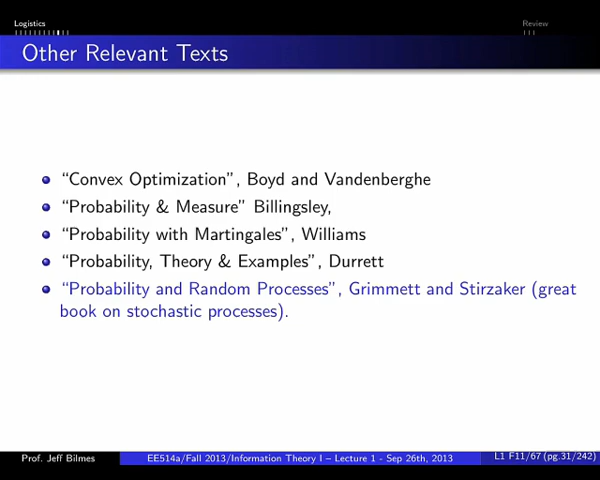 Logistics
Review
Other Relevant Texts
“Convex Optimization”, Boyd and Vandenberghe
“Probability & Measure” Billingsley,
“Probability with Martingales”, Williams
“Probability, Theory & Examples”, Durrett
“Probability and Random Processes”, Grimmett and Stirzaker (great
book on stochastic processes).
Prof. Jeff Bilmes
EE514a/Fall 2013/Information Theory I – Lecture 1 - Sep 26th, 2013
L1 F11/67 (pg.31/242)